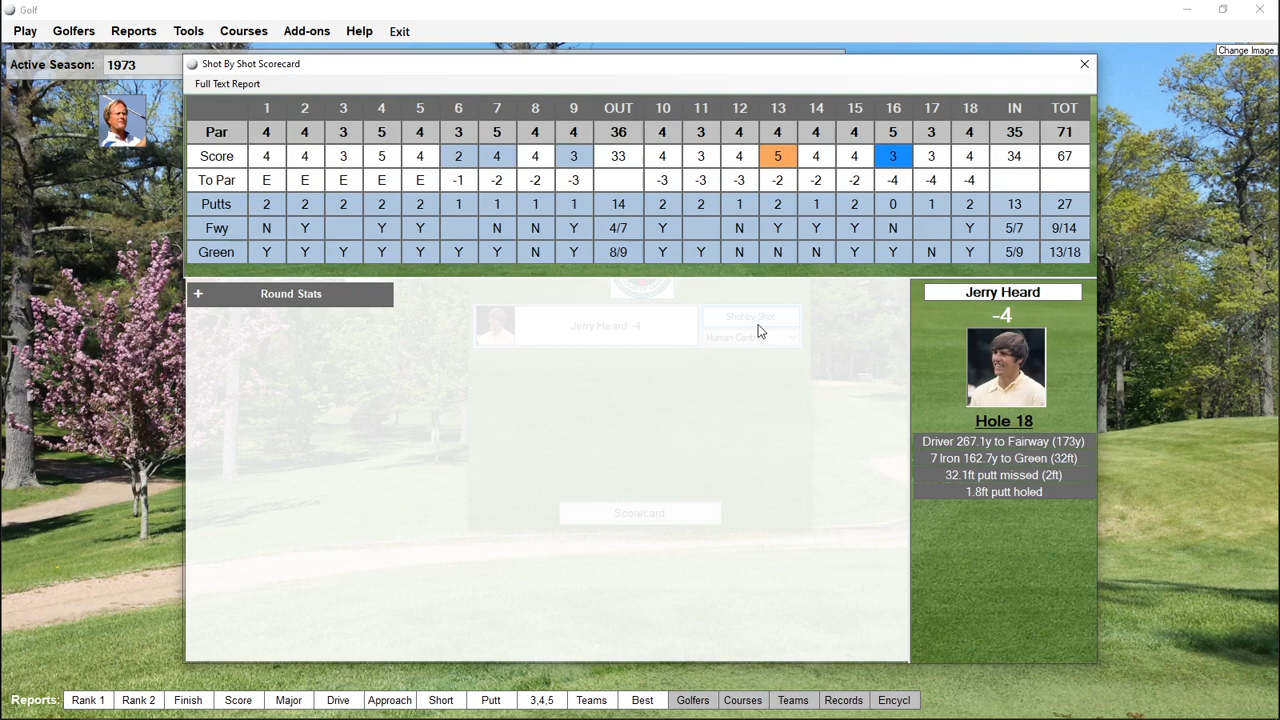 Golf
Play Golfers Reports Tools Courses Add-ons Help Exit
Change Image
Active Season: 1973
Shot By Shot Scorecard
Full Text Report
1 2 3 4 5 6 7 8 9 OUT 10 11 12 13 14 15 16 17 18 IN TOT
Par 4 4 3 5 4 3 5 4 4 36 4 3 4 4 4 4 5 3 4 35 71
Score 4 4 3 5 4 2 4 4 3 33 4 3 4 5 4 4 3 3 4 34 67
To Par E E E E E -1 -2 -2 -3 -3 -3 -3 -2 -2 -2 -4 -4 -4
Putts 2 2 2 2 2 1 1 1 1 14 2 2 1 2 1 2 0 1 2 13 27
Fwy N Y Y Y N N Y 4/7 Y N Y Y Y N Y 5/7 9/14
Green Y Y Y Y Y Y Y N Y 8/9 Y Y N N N Y Y N Y 5/9 13/18
+ Round Stats
Jerry Heard
-4
Hole 18
Driver 267.1y to Fairway (173y)
7 Iron 162.7y to Green (32ft)
32.1ft putt missed (2ft)
1.8ft putt holed
Jerry Heard -4
Shot-by-Shot
Scorecard
Reports: Rank 1 Rank 2 Finish Score Major Drive Approach Short Putt 3,4,5 Teams Best Golfers Courses Teams Records Encycl